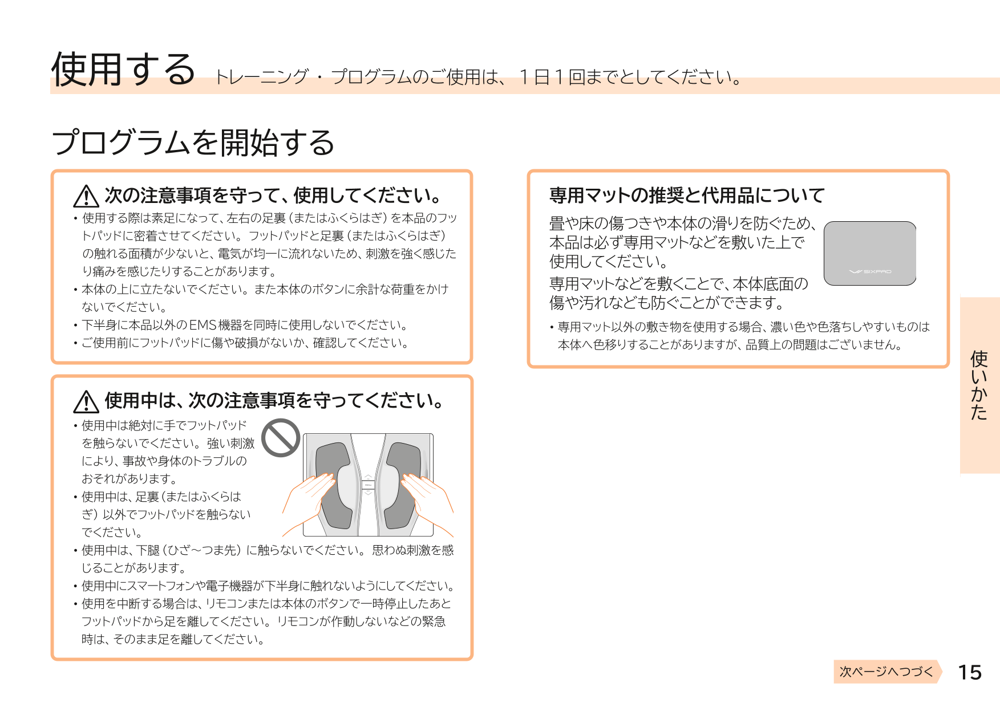 使用する トレーニング・プログラムのご使用は、1日1回までとしてください。
プログラムを開始する
次の注意事項を守って、使用してください。
・使用する際は素足になって、左右の足裏（またはふくらはぎ）を本品のフッ
トパッドに密着させてください。フットパッドと足裏（またはふくらはぎ）
の触れる面積が少ないと、電気が均一に流れないため、刺激を強く感じた
り痛みを感じたりすることがあります。
・本体の上に立たないでください。また本体のボタンに余計な荷重をかけ
ないでください。
・下半身に本品以外のEMS機器を同時に使用しないでください。
・ご使用前にフットパッドに傷や破損がないか、確認してください。
使用中は、次の注意事項を守ってください。
・使用中は絶対に手でフットパッド
を触らないでください。強い刺激
により、事故や身体のトラブルの
おそれがあります。
・使用中は、足裏（またはふくらは
ぎ）以外でフットパッドを触らない
でください。
・使用中は、下腿（ひざ～つま先）に触らないでください。思わぬ刺激を感
じることがあります。
・使用中にスマートフォンや電子機器が下半身に触れないようにしてください。
・使用を中断する場合は、リモコンまたは本体のボタンで一時停止したあと
フットパッドから足を離してください。リモコンが作動しないなどの緊急
時は、そのまま足を離してください。
専用マットの推奨と代用品について
畳や床の傷つきや本体の滑りを防ぐため、
本品は必ず専用マットなどを敷いた上で
使用してください。
専用マットなどを敷くことで、本体底面の
傷や汚れなども防ぐことができます。
SIXPAD
・専用マット以外の敷き物を使用する場合、濃い色や色落ちしやすいものは
本体へ色移りすることがありますが、品質上の問題はございません。
使いかた
次ページへつづく
15